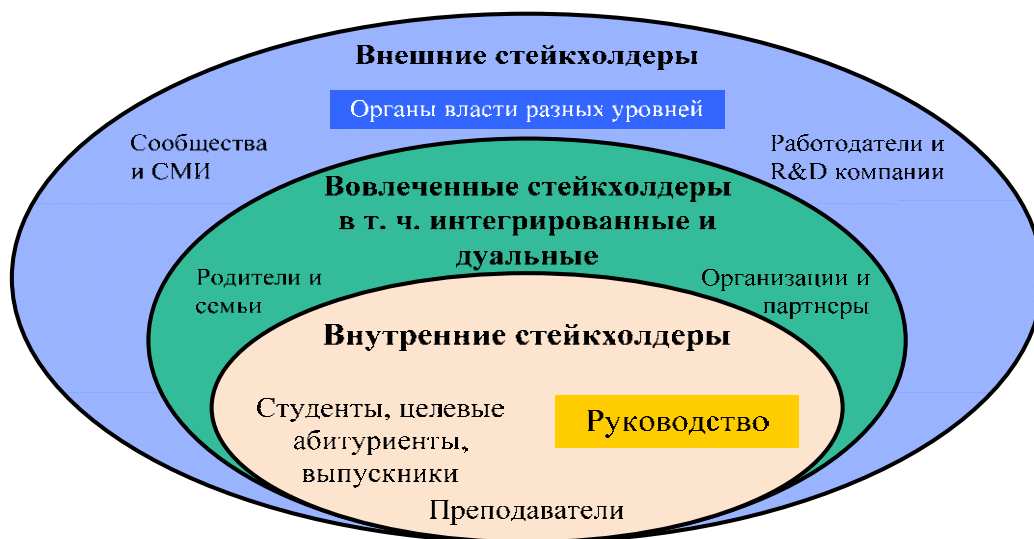 Внешние стейкхолдеры
Органы власти разных уровней
Сообщества
и СМИ
Работодатели и
R&D компании
Вовлеченные стейкхолдеры
в т. ч. интегрированные и
дуальные
Родители и
семьи
Организации и
партнеры
Внутренние стейкхолдеры
Студенты, целевые
абитуриенты,
выпускники
Руководство
Преподаватели